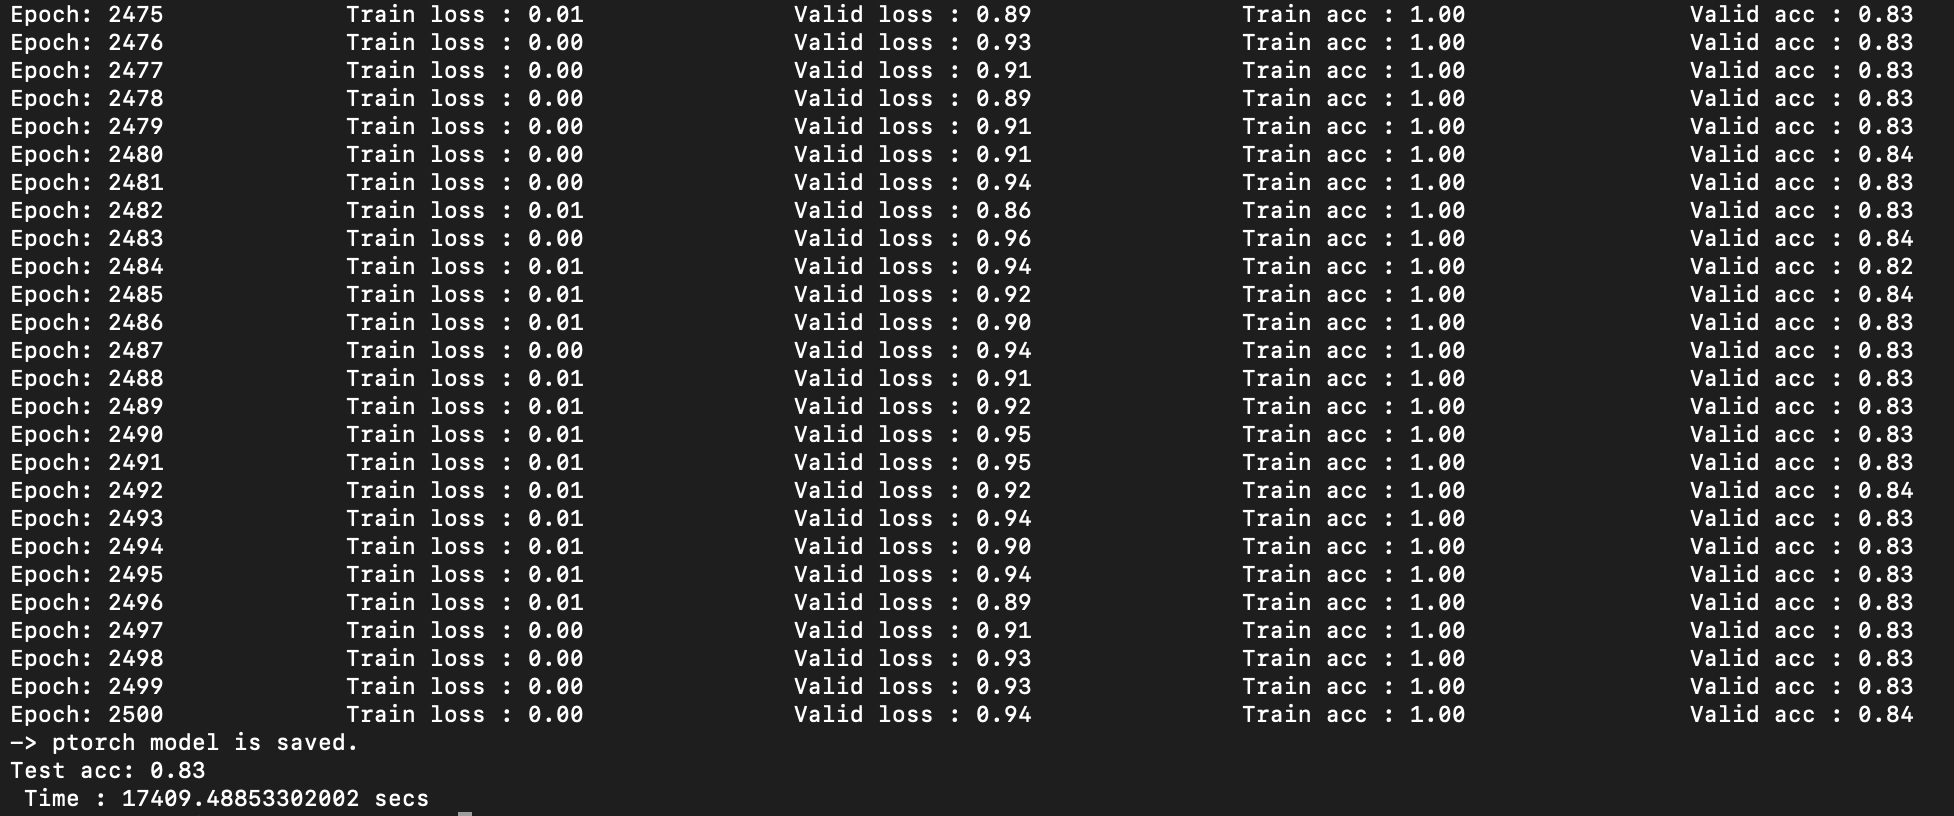 Epoch: 2475 Train loss : 0.01 Valid loss : 0.89 Train acc : 1.00 Valid acc : 0.83
Epoch: 2476 Train loss : 0.00 Valid loss : 0.93 Train acc : 1.00 Valid acc : 0.83
Epoch: 2477 Train loss : 0.00 Valid loss : 0.91 Train acc : 1.00 Valid acc : 0.83
Epoch: 2478 Train loss : 0.00 Valid loss : 0.89 Train acc : 1.00 Valid acc : 0.83
Epoch: 2479 Train loss : 0.00 Valid loss : 0.91 Train acc : 1.00 Valid acc : 0.83
Epoch: 2480 Train loss : 0.00 Valid loss : 0.91 Train acc : 1.00 Valid acc : 0.84
Epoch: 2481 Train loss : 0.00 Valid loss : 0.94 Train acc : 1.00 Valid acc : 0.83
Epoch: 2482 Train loss : 0.01 Valid loss : 0.86 Train acc : 1.00 Valid acc : 0.83
Epoch: 2483 Train loss : 0.00 Valid loss : 0.96 Train acc : 1.00 Valid acc : 0.84
Epoch: 2484 Train loss : 0.01 Valid loss : 0.94 Train acc : 1.00 Valid acc : 0.82
Epoch: 2485 Train loss : 0.01 Valid loss : 0.92 Train acc : 1.00 Valid acc : 0.84
Epoch: 2486 Train loss : 0.01 Valid loss : 0.90 Train acc : 1.00 Valid acc : 0.83
Epoch: 2487 Train loss : 0.00 Valid loss : 0.94 Train acc : 1.00 Valid acc : 0.83
Epoch: 2488 Train loss : 0.01 Valid loss : 0.91 Train acc : 1.00 Valid acc : 0.83
Epoch: 2489 Train loss : 0.01 Valid loss : 0.92 Train acc : 1.00 Valid acc : 0.83
Epoch: 2490 Train loss : 0.01 Valid loss : 0.95 Train acc : 1.00 Valid acc : 0.83
Epoch: 2491 Train loss : 0.01 Valid loss : 0.95 Train acc : 1.00 Valid acc : 0.83
Epoch: 2492 Train loss : 0.01 Valid loss : 0.92 Train acc : 1.00 Valid acc : 0.84
Epoch: 2493 Train loss : 0.01 Valid loss : 0.94 Train acc : 1.00 Valid acc : 0.83
Epoch: 2494 Train loss : 0.01 Valid loss : 0.90 Train acc : 1.00 Valid acc : 0.83
Epoch: 2495 Train loss : 0.01 Valid loss : 0.94 Train acc : 1.00 Valid acc : 0.83
Epoch: 2496 Train loss : 0.01 Valid loss : 0.89 Train acc : 1.00 Valid acc : 0.83
Epoch: 2497 Train loss : 0.00 Valid loss : 0.91 Train acc : 1.00 Valid acc : 0.83
Epoch: 2498 Train loss : 0.00 Valid loss : 0.93 Train acc : 1.00 Valid acc : 0.83
Epoch: 2499 Train loss : 0.00 Valid loss : 0.93 Train acc : 1.00 Valid acc : 0.83
Epoch: 2500 Train loss : 0.00 Valid loss : 0.94 Train acc : 1.00 Valid acc : 0.84
-> ptorch model is saved.
Test acc: 0.83
Time : 17409.48853302002 secs